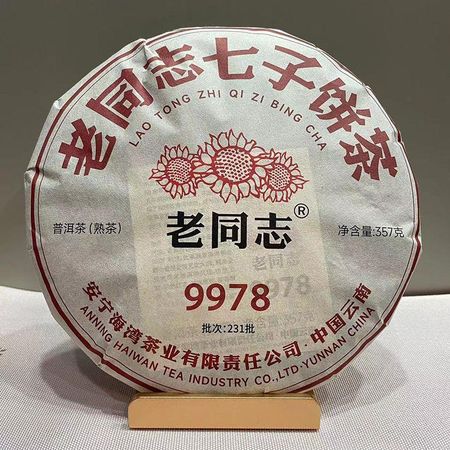 老同志七子饼茶
LAO TONG ZHI QI ZI BING CHA
普洱茶(熟茶)
老同志®
净含量:357克
9978
批次:231批
安宁海湾茶业有限责任公司·中国云南
ANNING HAIWAN TEA INDUSTRY CO.,LTD·YUNNAN CHINA